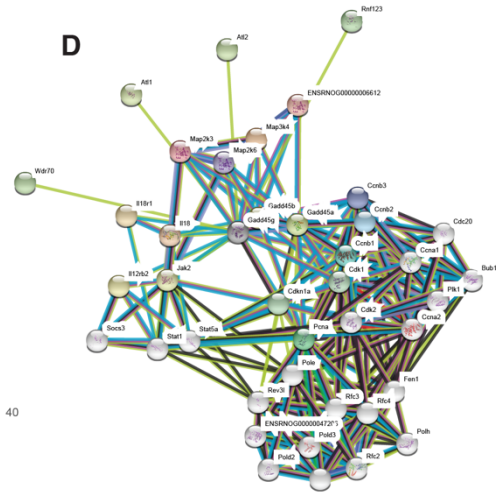 D
Rnf123
Atl2
Atl1
ENSRNOG00000006612
Map3k4
Map2k3
Map2k6
Wdr70
Ccnb3
Il18r1
Gadd45b
Gadd45a
Ccnb2
Gadd45g
Il18
Cdc20
Ccnb1
Ccna1
Il12rb2
Jak2
Cdk1
Bub1
Cdkn1a
Plk1
Cdk2
Ccna2
Socs3
Stat1
Stat5a
Pcna
Pole
Fen1
Rev3l
Rfc3
Rfc4
40
Pold3
Polh
Pold2
Rfc2